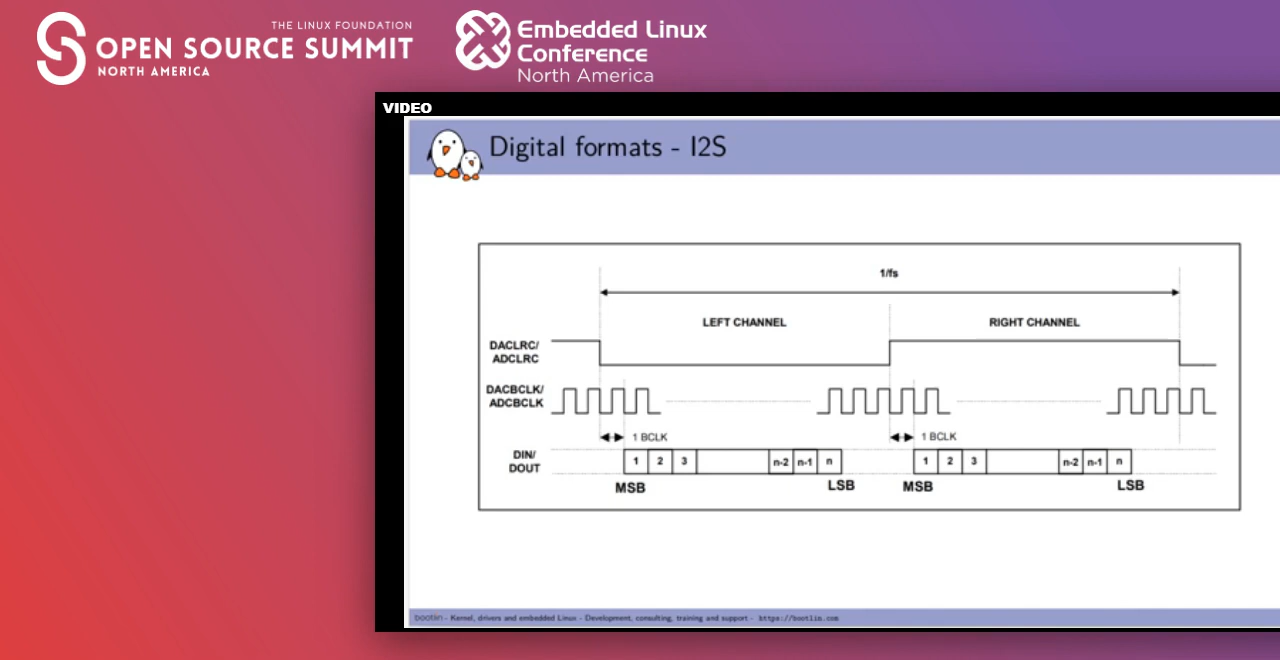 THE LINUX FOUNDATION
OPEN SOURCE SUMMIT
NORTH AMERICA
Embedded Linux
Conference
North America
VIDEO
Digital formats - I2S
1/fs
LEFT CHANNEL
RIGHT CHANNEL
DACLRC/
ADCLRC
DACBCLK/
ADCBCLK
1 BCLK
1 BCLK
DIN/
DOUT
1 2 3 n-2 n-1 n
1 2 3 n-2 n-1 n
MSB
LSB
MSB
LSB
bootlin - Kernel, drivers and embedded Linux - Development, consulting, training and support - https://bootlin.com